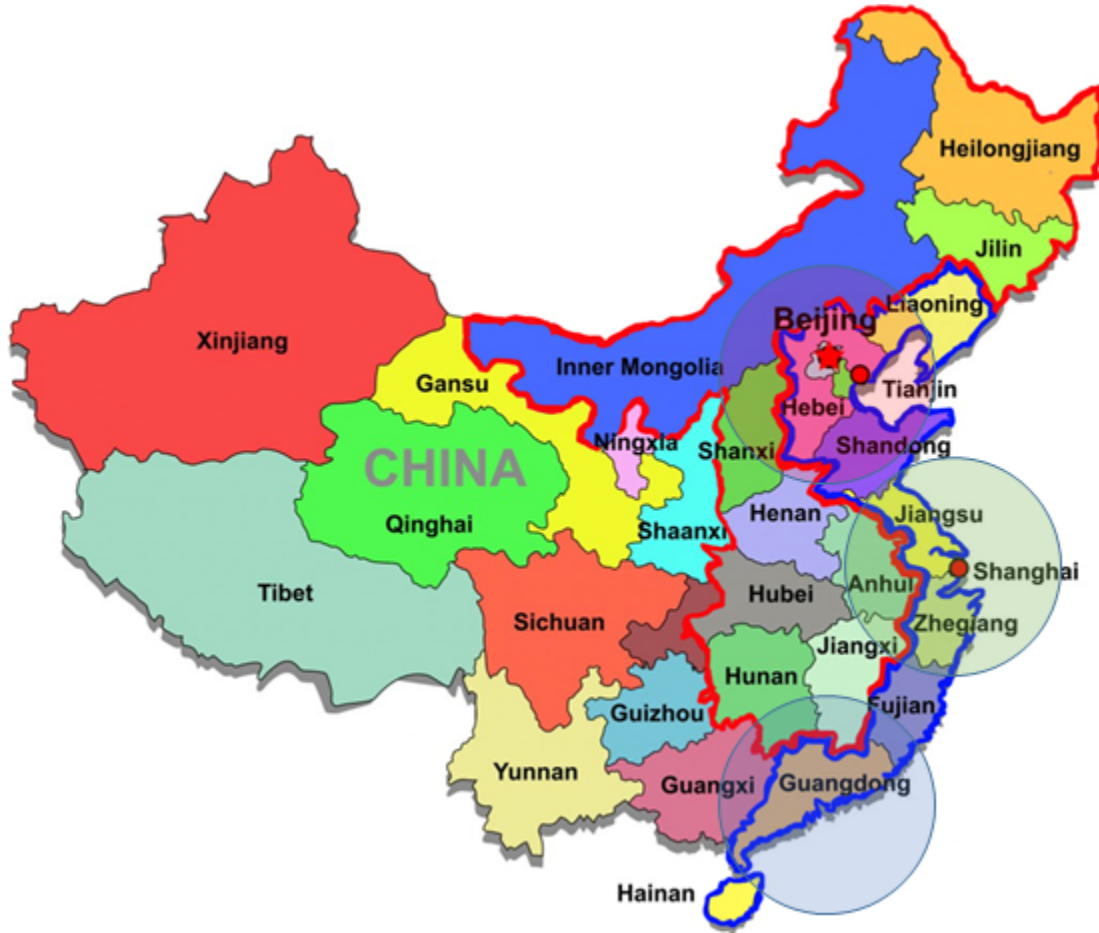 Heilongjiang
Jilin
Liaoning
Beijing
Xinjiang
Inner Mongolia
Gansu
Tianjin
Hebei
Ningxia
Shanxi
Shandong
CHINA
Qinghai
Shaanxi
Henan
Jiangsu
Shanghai
Anhui
Tibet
Hubei
Sichuan
Zhegiang
Jiangxi
Hunan
Fujian
Guizhou
Yunnan
Guangxi
Guangdong
Hainan